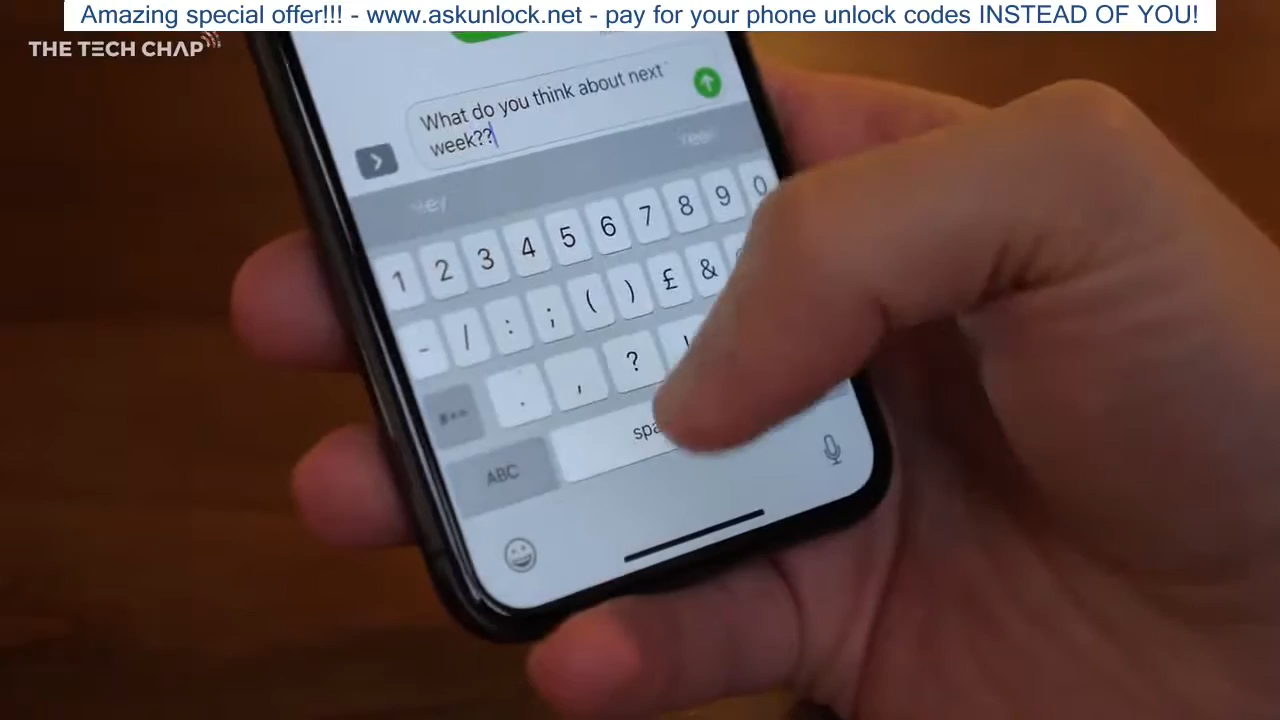 Amazing special offer!!! - www.askunlock.net - pay for your phone unlock codes INSTEAD OF YOU!
THE TECH CHAP
What do you think about next
week??
1 2 3 4 5 6 7 8 9 0
- / : ; ( ) £ &
. , ?
ABC